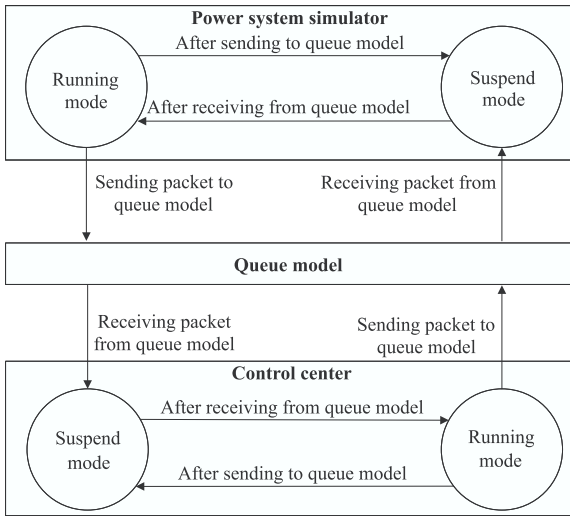 Power system simulator
After sending to queue model
Running
mode
Suspend
mode
After receiving from queue model
Sending packet to
queue model
Receiving packet from
queue model
Queue model
Receiving packet
from queue model
Sending packet to
queue model
Control center
After receiving from queue model
Suspend
mode
Running
mode
After sending to queue model